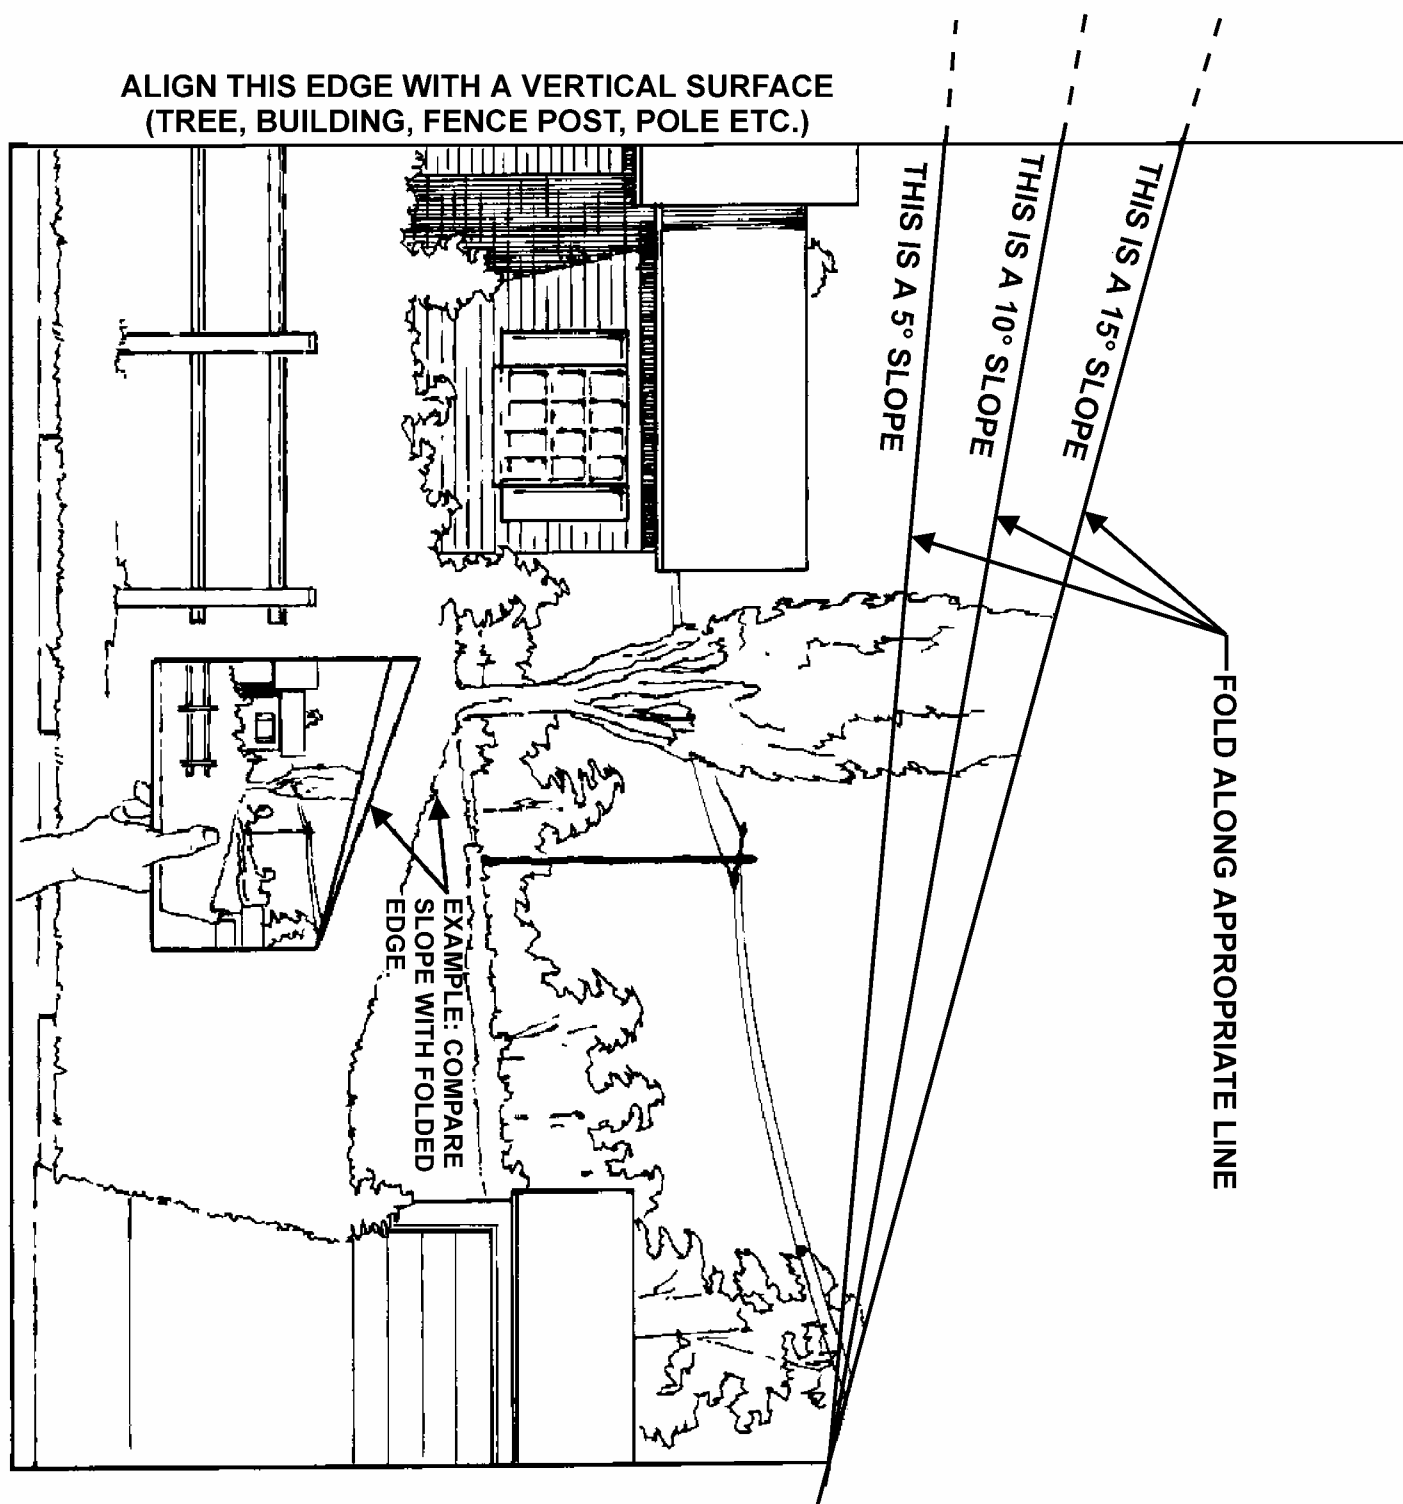 ALIGN THIS EDGE WITH A VERTICAL SURFACE
(TREE, BUILDING, FENCE POST, POLE ETC.)
THIS IS A 15° SLOPE
THIS IS A 10° SLOPE
THIS IS A 5° SLOPE
FOLD ALONG APPROPRIATE LINE
EXAMPLE: COMPARE
SLOPE WITH FOLDED
EDGE.